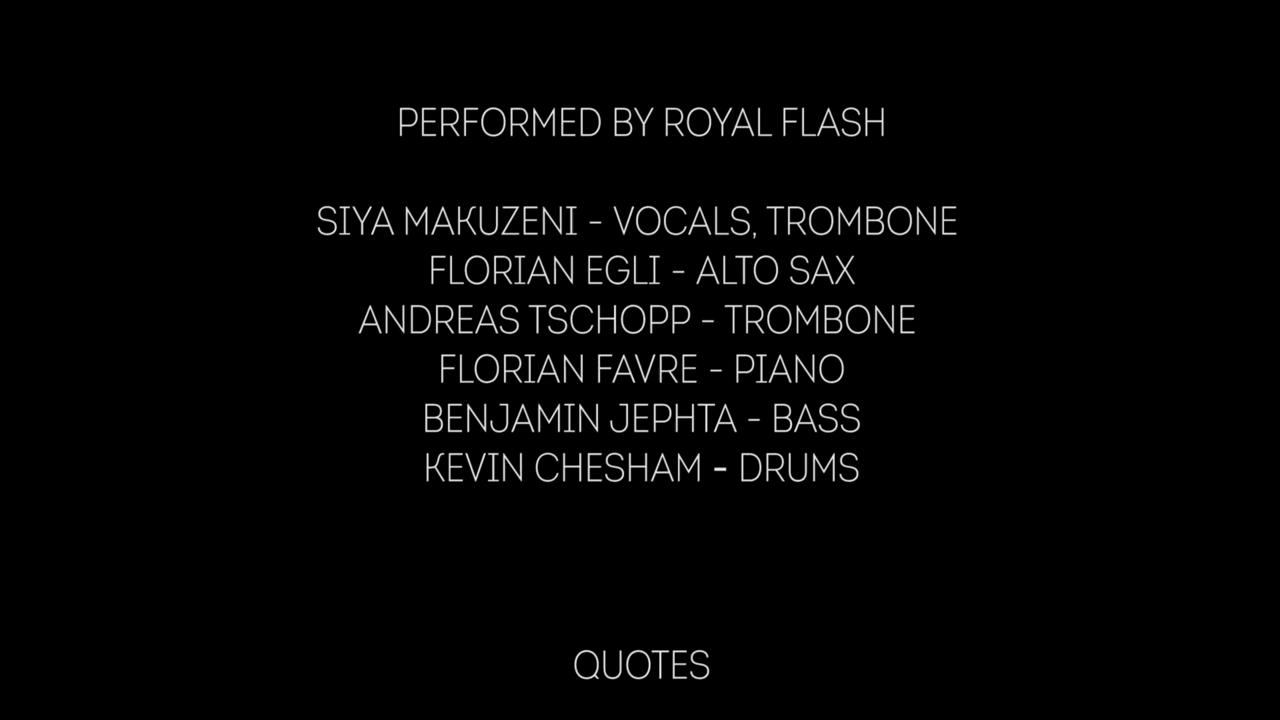 PERFORMED BY ROYAL FLASH
SIYA MAKUZENI - VOCALS, TROMBONE
FLORIAN EGLI - ALTO SAX
ANDREAS TSCHOPP - TROMBONE
FLORIAN FAVRE - PIANO
BENJAMIN JEPHTA - BASS
KEVIN CHESHAM - DRUMS
QUOTES